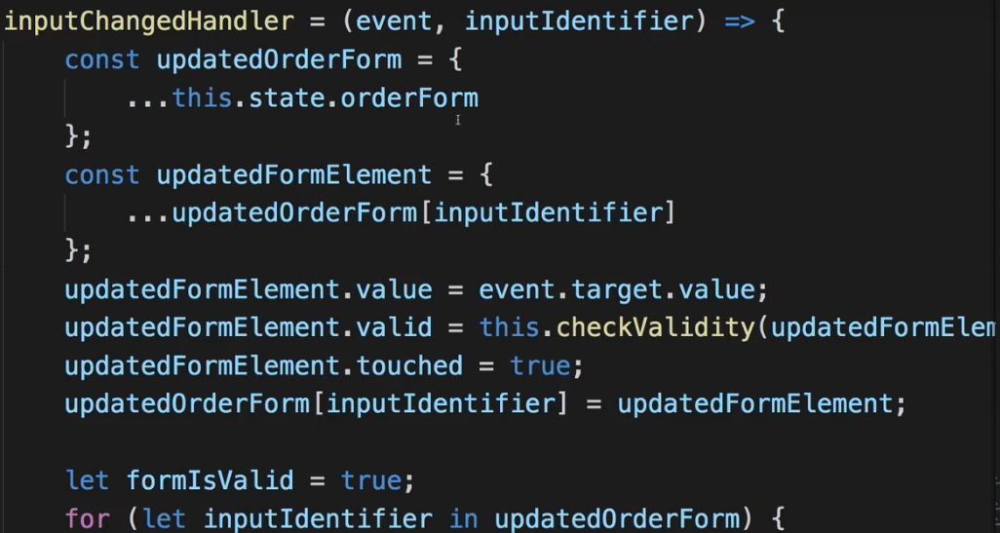 inputChangedHandler = (event, inputIdentifier) => {
    const updatedOrderForm = {
        ...this.state.orderForm
    };
    const updatedFormElement = {
        ...updatedOrderForm[inputIdentifier]
    };
    updatedFormElement.value = event.target.value;
    updatedFormElement.valid = this.checkValidity(updatedFormElem
    updatedFormElement.touched = true;
    updatedOrderForm[inputIdentifier] = updatedFormElement;

    let formIsValid = true;
    for (let inputIdentifier in updatedOrderForm) {